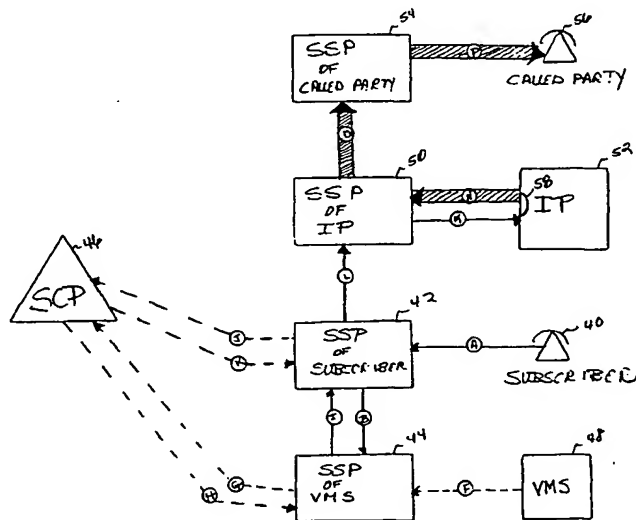 54
SSP
OF
CALLED PARTY
P
56
CALLED PARTY
O
50
SSP
OF
IP
N
M
52
58
IP
L
46
SCP
J
K
42
SSP
OF
SUBSCRIBER
A
40
SUBSCRIBER
I
B
44
SSP
OF
VMS
G
H
F
48
VMS